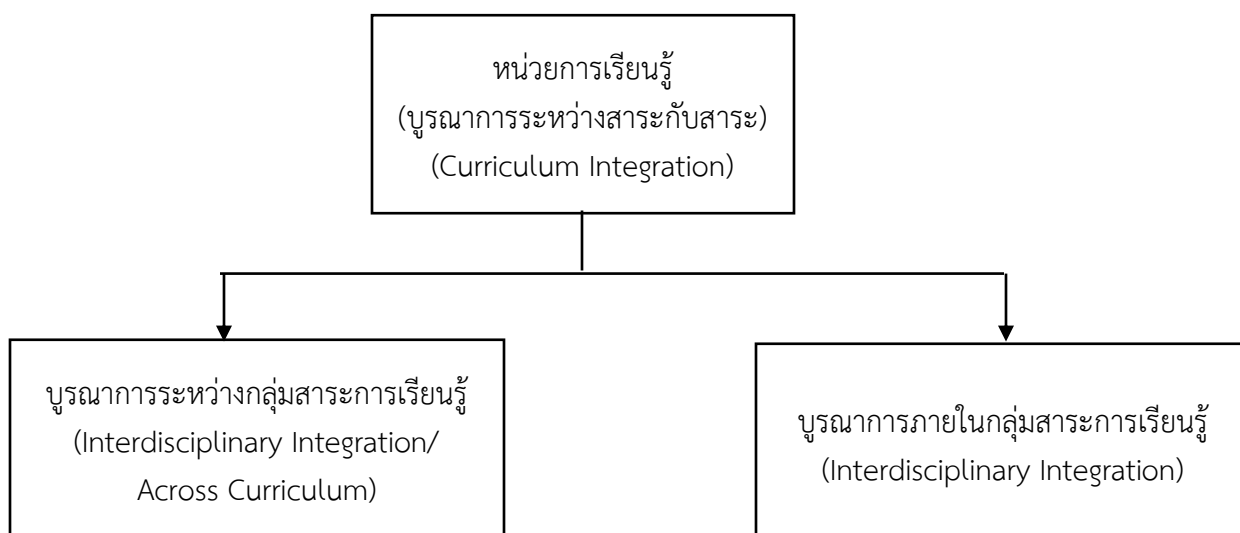 หน่วยการเรียนรู้
(บูรณาการระหว่างสาระกับสาระ)
(Curriculum Integration)
บูรณาการระหว่างกลุ่มสาระการเรียนรู้
(Interdisciplinary Integration/
Across Curriculum)
บูรณาการภายในกลุ่มสาระการเรียนรู้
(Interdisciplinary Integration)